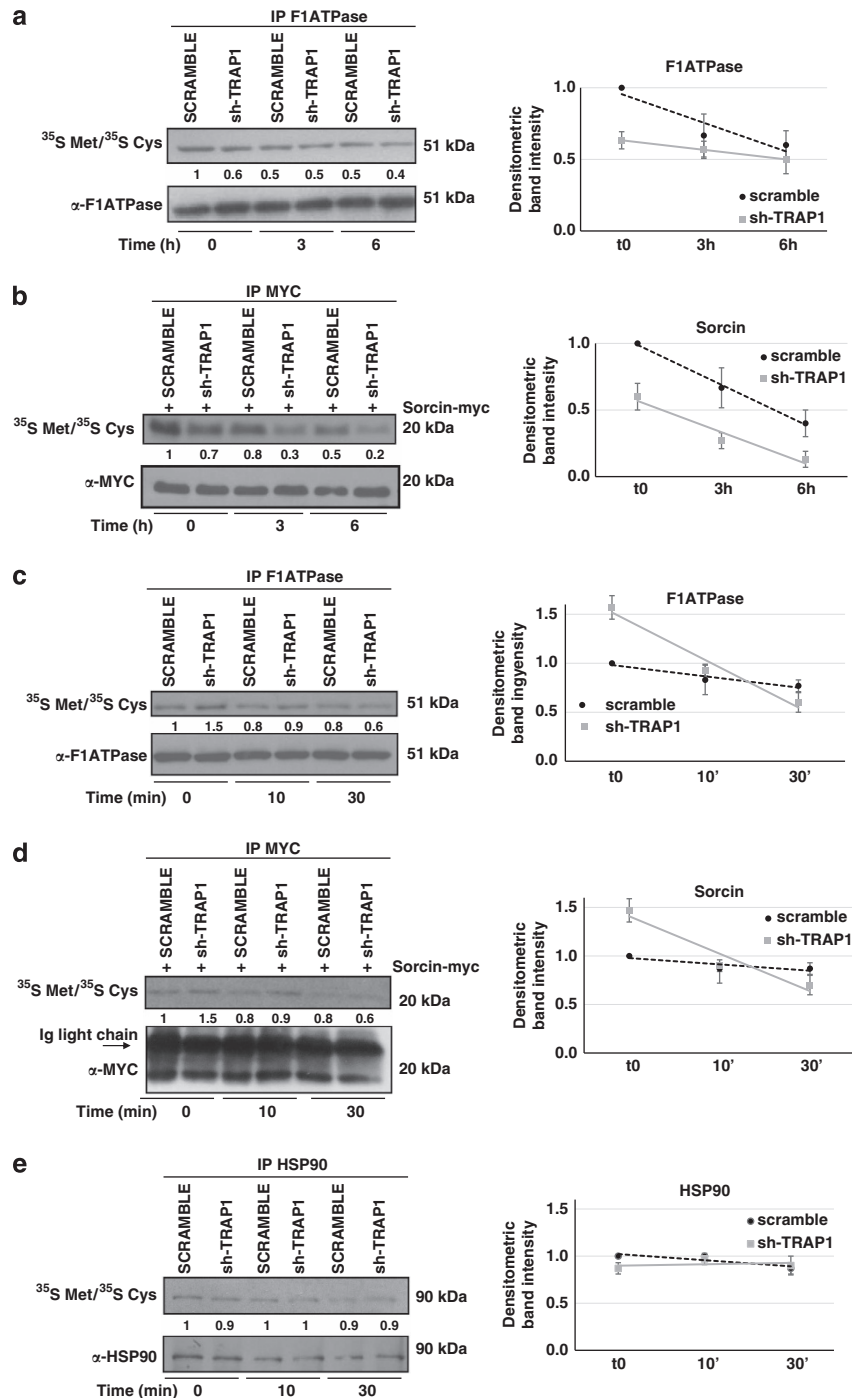 a
IP F1ATPase
SCRAMBLE
sh-TRAP1
SCRAMBLE
sh-TRAP1
SCRAMBLE
sh-TRAP1
³⁵S Met/³⁵S Cys
51 kDa
1 0.6 0.5 0.5 0.5 0.4
α-F1ATPase
51 kDa
Time (h) 0 3 6
F1ATPase
Densitometric
band intensity
1.0
0.5
0.0
scramble
sh-TRAP1
t0 3h 6h
b
IP MYC
SCRAMBLE
sh-TRAP1
SCRAMBLE
sh-TRAP1
SCRAMBLE
sh-TRAP1
+ + + + + + Sorcin-myc
³⁵S Met/³⁵S Cys
20 kDa
1 0.7 0.8 0.3 0.5 0.2
α-MYC
20 kDa
Time (h) 0 3 6
Sorcin
Densitometric
band intensity
1.0
0.5
0.0
scramble
sh-TRAP1
t0 3h 6h
c
IP F1ATPase
SCRAMBLE
sh-TRAP1
SCRAMBLE
sh-TRAP1
SCRAMBLE
sh-TRAP1
³⁵S Met/³⁵S Cys
51 kDa
1 1.5 0.8 0.9 0.8 0.6
α-F1ATPase
51 kDa
Time (min) 0 10 30
F1ATPase
Densitometric
band ingyensity
1.5
1.0
0.5
0.0
scramble
sh-TRAP1
t0 10' 30'
d
IP MYC
SCRAMBLE
sh-TRAP1
SCRAMBLE
sh-TRAP1
SCRAMBLE
sh-TRAP1
+ + + + + + Sorcin-myc
³⁵S Met/³⁵S Cys
20 kDa
1 1.5 0.8 0.9 0.8 0.6
Ig light chain
α-MYC
20 kDa
Time (min) 0 10 30
Sorcin
Densitometric
band intensity
1.5
1.0
0.5
0.0
scramble
sh-TRAP1
t0 10' 30'
e
IP HSP90
SCRAMBLE
sh-TRAP1
SCRAMBLE
sh-TRAP1
SCRAMBLE
sh-TRAP1
³⁵S Met/³⁵S Cys
90 kDa
1 0.9 1 1 0.9 0.9
α-HSP90
90 kDa
Time (min) 0 10 30
HSP90
Densitometric
band intensity
1.5
1.0
0.5
0.0
scramble
sh-TRAP1
t0 10' 30'